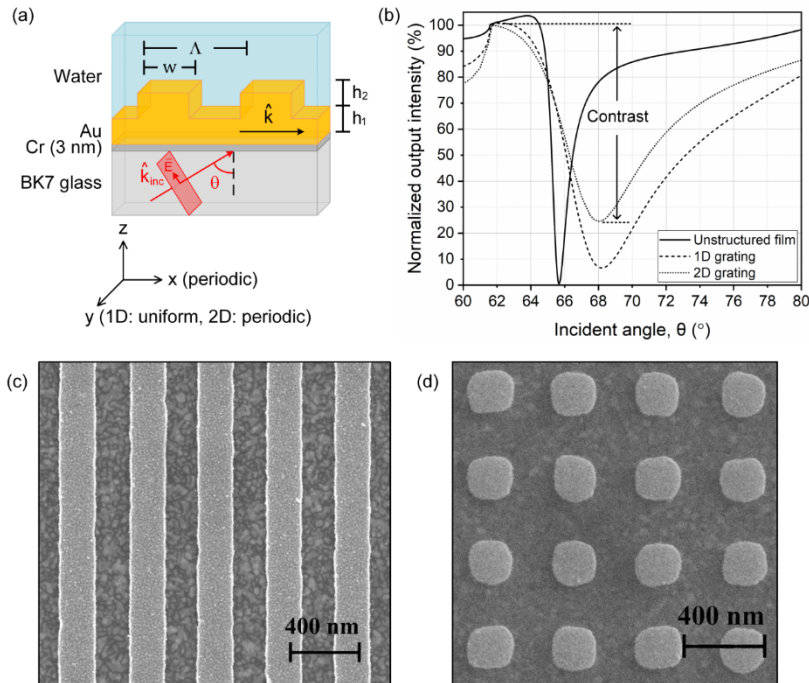 (a)
Λ
w
Water
h₂
h₁
k̂
Au
Cr (3 nm)
BK7 glass
k̂inc
E⃗
θ
z
x (periodic)
y (1D: uniform, 2D: periodic)
(b)
Normalized output intensity (%)
100
90
80
70
60
50
40
30
20
10
0
Contrast
Unstructured film
1D grating
2D grating
60 62 64 66 68 70 72 74 76 78 80
Incident angle, θ (°)
(c)
400 nm
(d)
400 nm